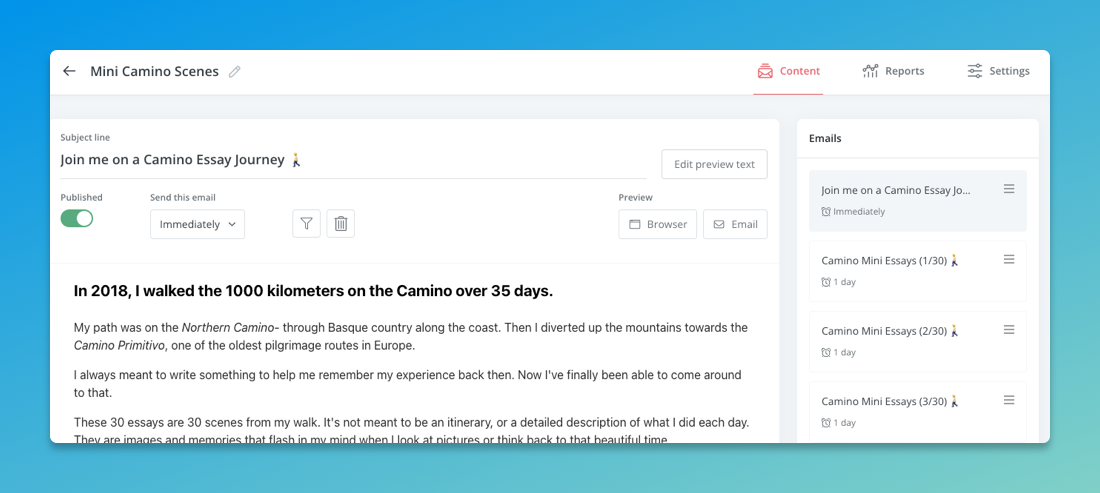 Mini Camino Scenes
Content
Reports
Settings
Subject line
Join me on a Camino Essay Journey 🚶
Edit preview text
Published
Send this email
Immediately
Preview
Browser
Email
In 2018, I walked the 1000 kilometers on the Camino over 35 days.
My path was on the Northern Camino- through Basque country along the coast. Then I diverted up the mountains towards the
Camino Primitivo, one of the oldest pilgrimage routes in Europe.
I always meant to write something to help me remember my experience back then. Now I've finally been able to come around
to that.
These 30 essays are 30 scenes from my walk. It's not meant to be an itinerary, or a detailed description of what I did each day.
They are images and memories that flash in my mind when I look at pictures or think back to that beautiful time.
Emails
Join me on a Camino Essay Jo...
Immediately
Camino Mini Essays (1/30) 🚶
1 day
Camino Mini Essays (2/30) 🚶
1 day
Camino Mini Essays (3/30) 🚶
1 day